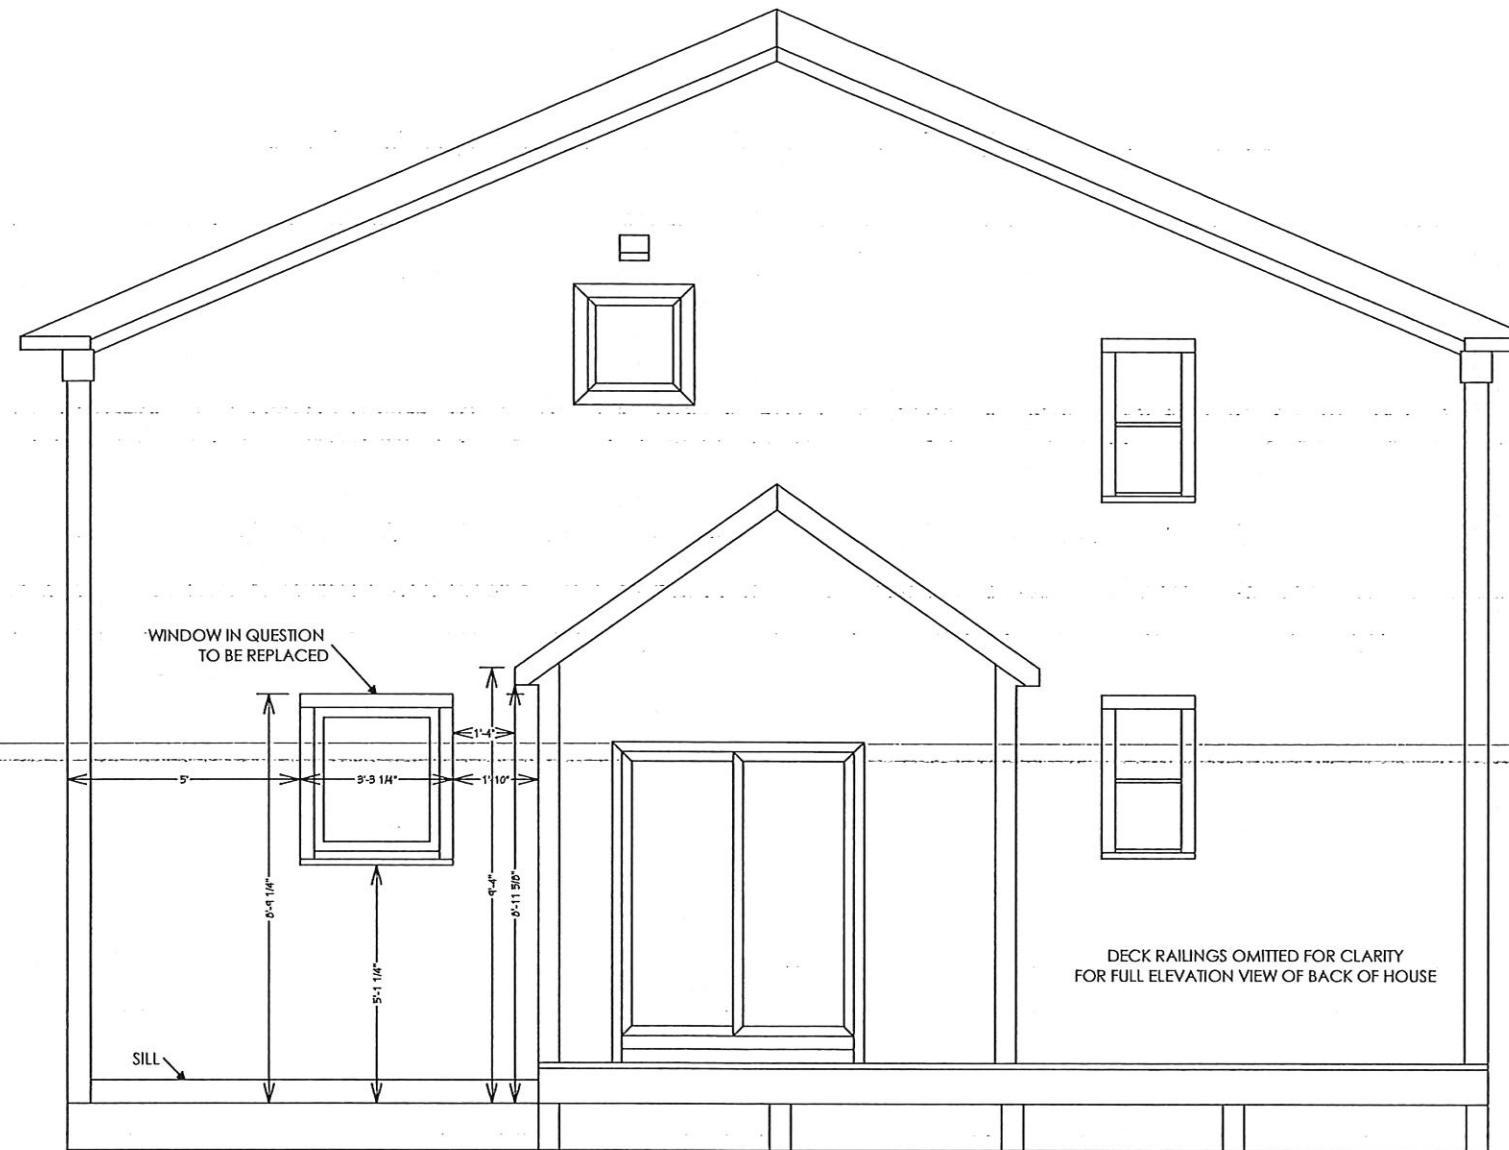 WINDOW IN QUESTION
TO BE REPLACED
1'-4"
5'
3'-3 1/4"
1'-10"
8'-9 1/4"
9'-4"
8'-11 5/8"
5'-1 1/4"
DECK RAILINGS OMITTED FOR CLARITY
FOR FULL ELEVATION VIEW OF BACK OF HOUSE
SILL